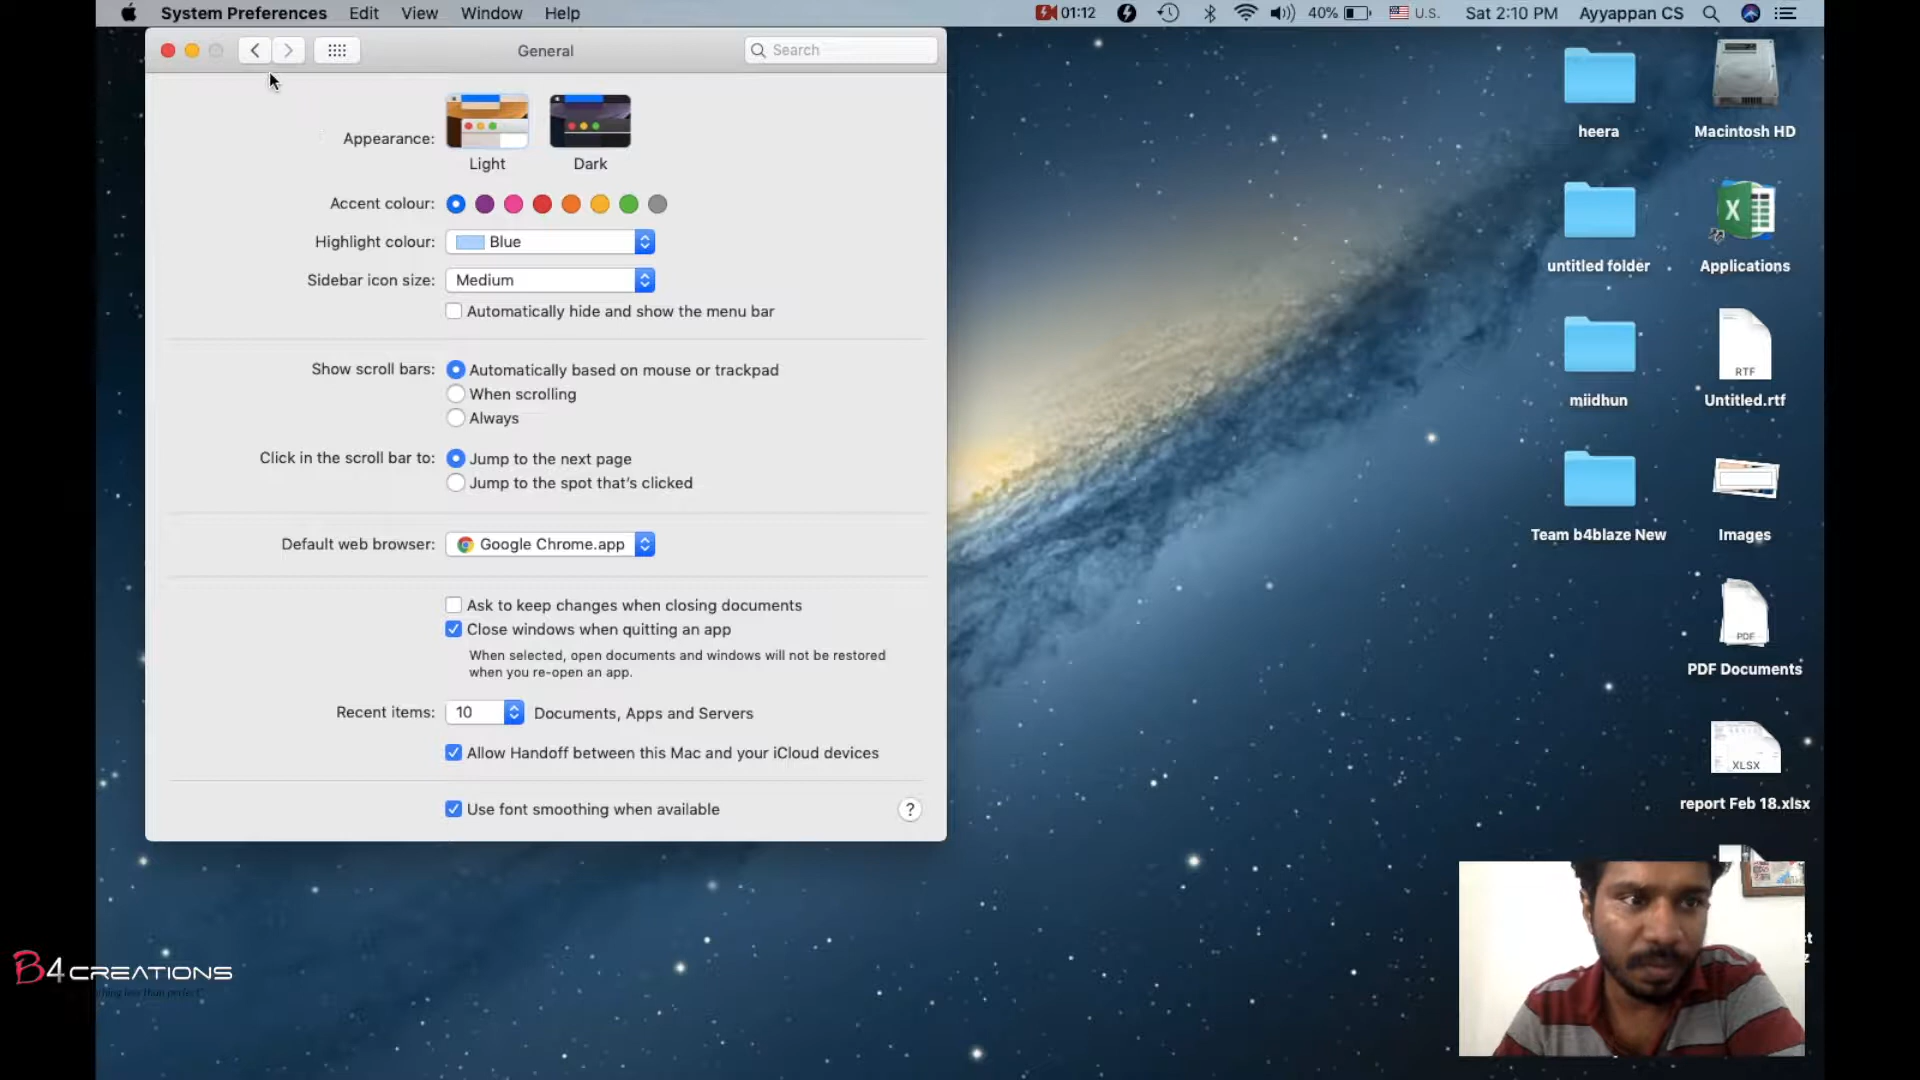 System Preferences Edit View Window Help
01:12 40% U.S. Sat 2:10 PM Ayyappan CS
General
Search
Appearance:
Light Dark
Accent colour:
Highlight colour: Blue
Sidebar icon size: Medium
Automatically hide and show the menu bar
Show scroll bars: Automatically based on mouse or trackpad
When scrolling
Always
Click in the scroll bar to: Jump to the next page
Jump to the spot that's clicked
Default web browser: Google Chrome.app
Ask to keep changes when closing documents
Close windows when quitting an app
When selected, open documents and windows will not be restored
when you re-open an app.
Recent items: 10 Documents, Apps and Servers
Allow Handoff between this Mac and your iCloud devices
Use font smoothing when available
?
heera
Macintosh HD
untitled folder
Applications
miidhun
RTF
Untitled.rtf
Team b4blaze New
Images
PDF
PDF Documents
XLSX
report Feb 18.xlsx
B4CREATIONS
less than perfect"